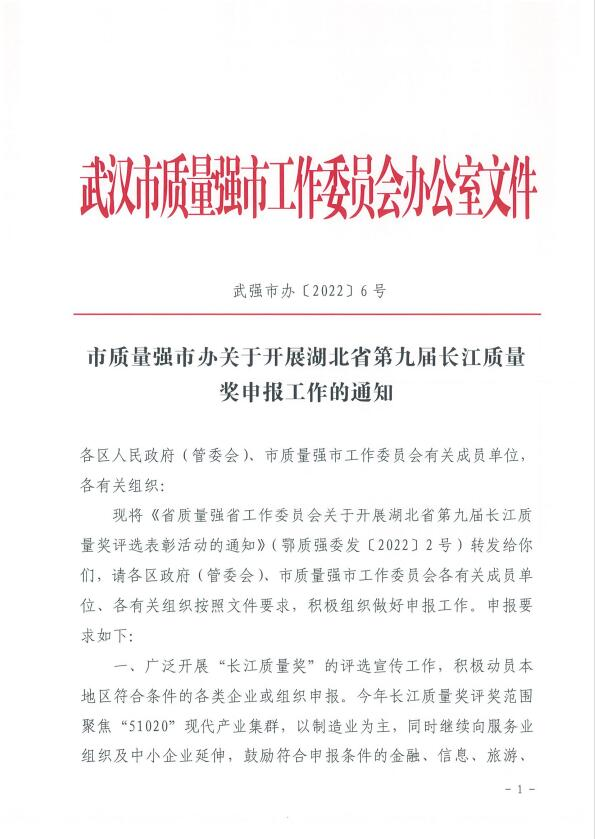 武汉市质量强市工作委员会办公室文件
武强市办〔2022〕6号
市质量强市办关于开展湖北省第九届长江质量
奖申报工作的通知
各区人民政府（管委会）、市质量强市工作委员会有关成员单位，
各有关组织：
现将《省质量强省工作委员会关于开展湖北省第九届长江质
量奖评选表彰活动的通知》（鄂质强委发〔2022〕2号）转发给你
们，请各区政府（管委会）、市质量强市工作委员会各有关成员单
位、各有关组织按照文件要求，积极组织做好申报工作。申报要
求如下：
一、广泛开展“长江质量奖”的评选宣传工作，积极动员本
地区符合条件的各类企业或组织申报。今年长江质量奖评奖范围
聚焦“51020”现代产业集群，以制造业为主，同时继续向服务业
组织及中小企业延伸，鼓励符合申报条件的金融、信息、旅游、
- 1 -